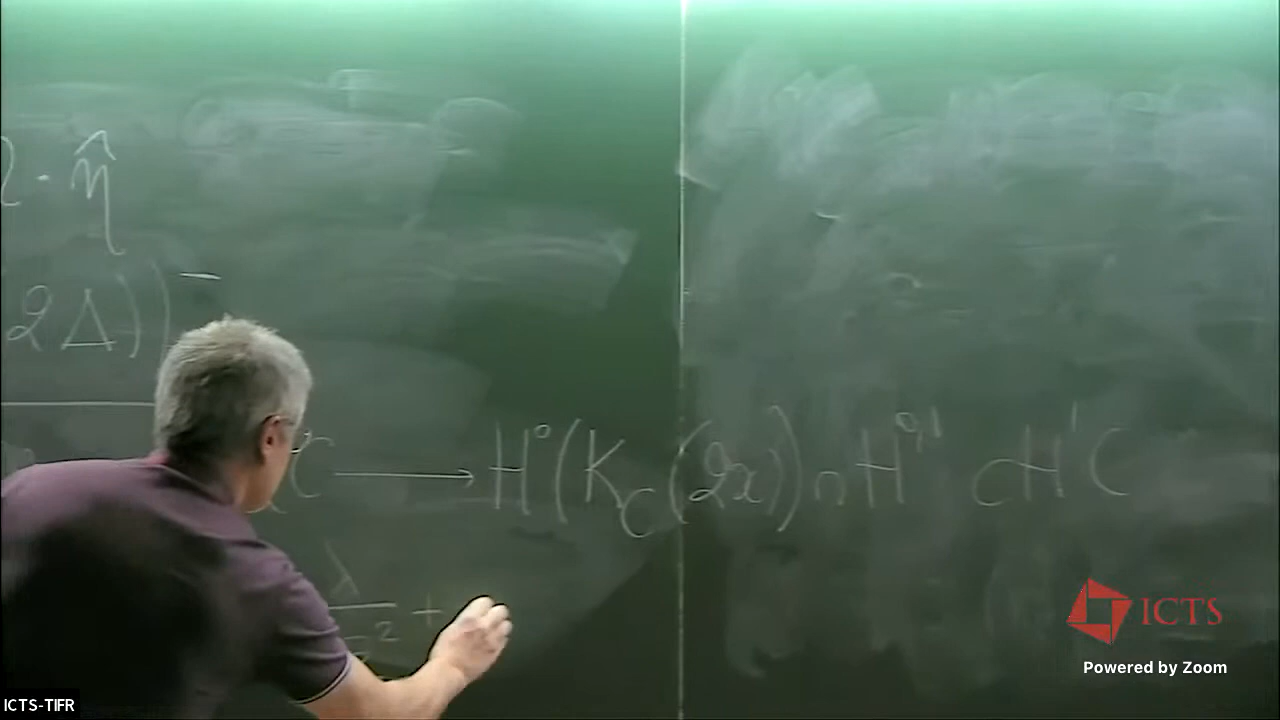 · η̂
2Δ))⁻
C ⟶ H⁰(K_C(2x)) ∩ H^{0,1} ⊂ H¹C
λ/ ² +
ICTS
Powered by Zoom
ICTS-TIFR